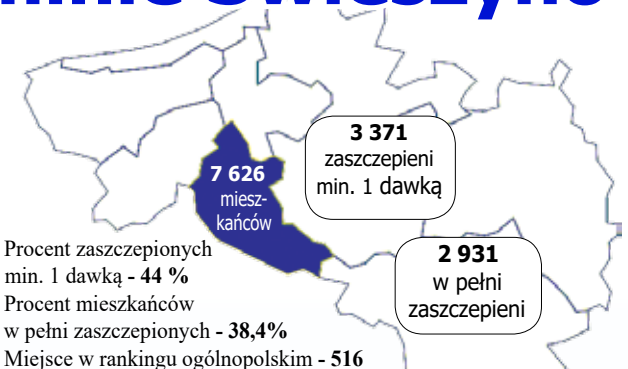 3 371
zaszczepieni
min. 1 dawką
7 626
miesz-
kańców
2 931
w pełni
zaszczepieni
Procent zaszczepionych
min. 1 dawką - 44 %
Procent mieszkańców
w pełni zaszczepionych - 38,4%
Miejsce w rankingu ogólnopolskim - 516